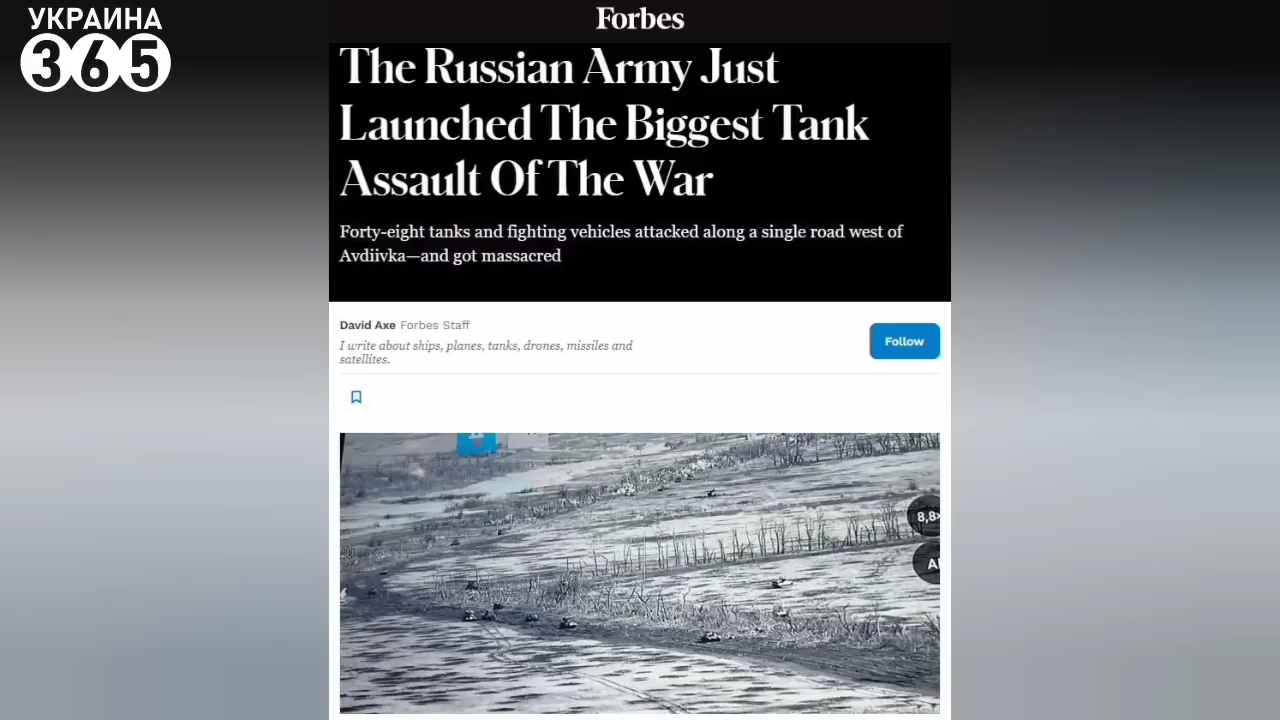 УКРАИНА
365
Forbes
The Russian Army Just
Launched The Biggest Tank
Assault Of The War
Forty-eight tanks and fighting vehicles attacked along a single road west of
Avdiivka—and got massacred
David Axe Forbes Staff
I write about ships, planes, tanks, drones, missiles and
satellites.
Follow
8,8×